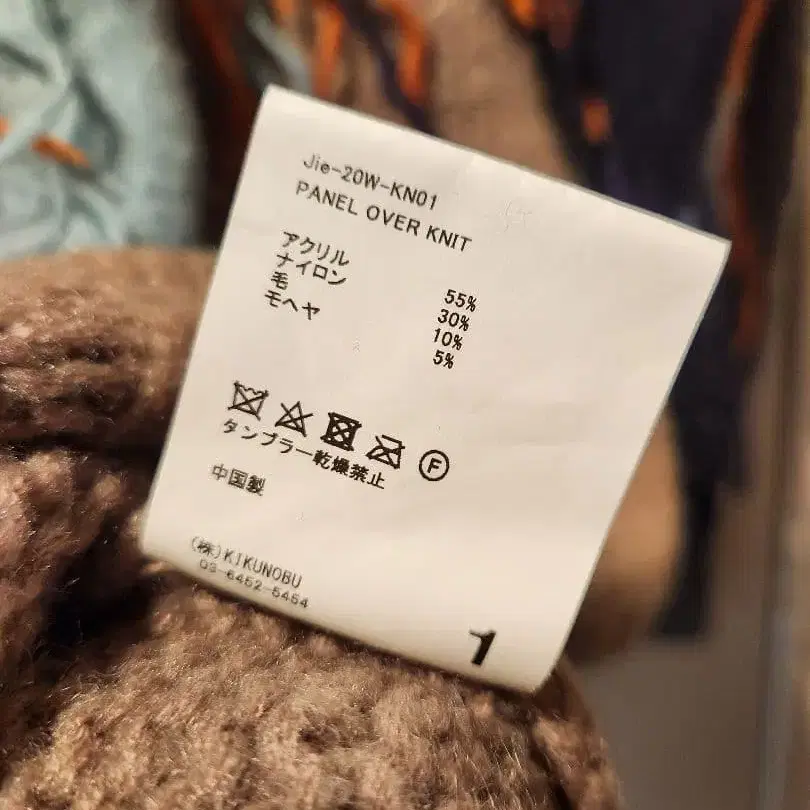 Jie-20W-KN01
PANEL OVER KNIT
アクリル 55%
ナイロン 30%
毛 10%
モヘヤ 5%
F
タンブラー乾燥禁止
中国製
(株)KIKUNOBU
03-6452-5454
1